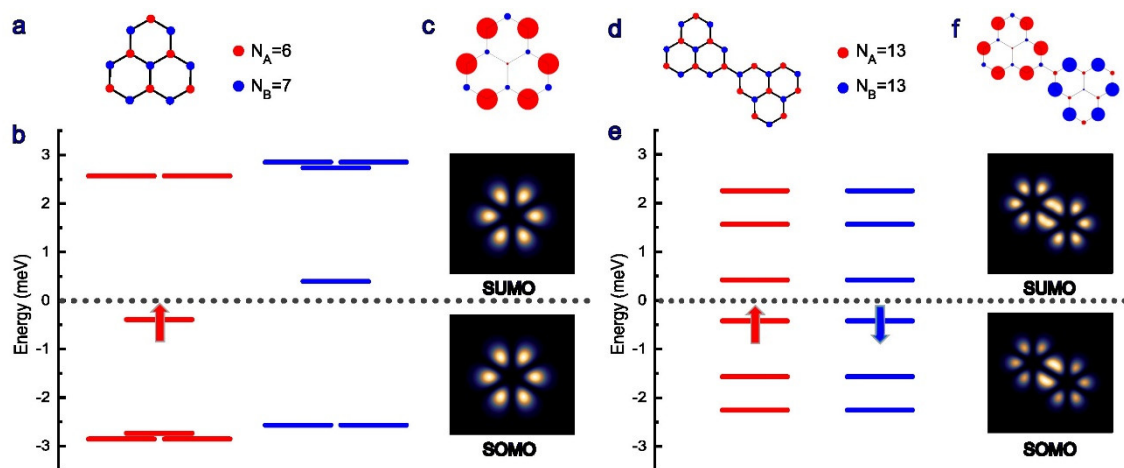 a
N_A=6
N_B=7
c
d
N_A=13
N_B=13
f
b
3
2
1
0
-1
-2
-3
Energy (meV)
SUMO
SOMO
e
3
2
1
0
-1
-2
-3
Energy (meV)
SUMO
SOMO